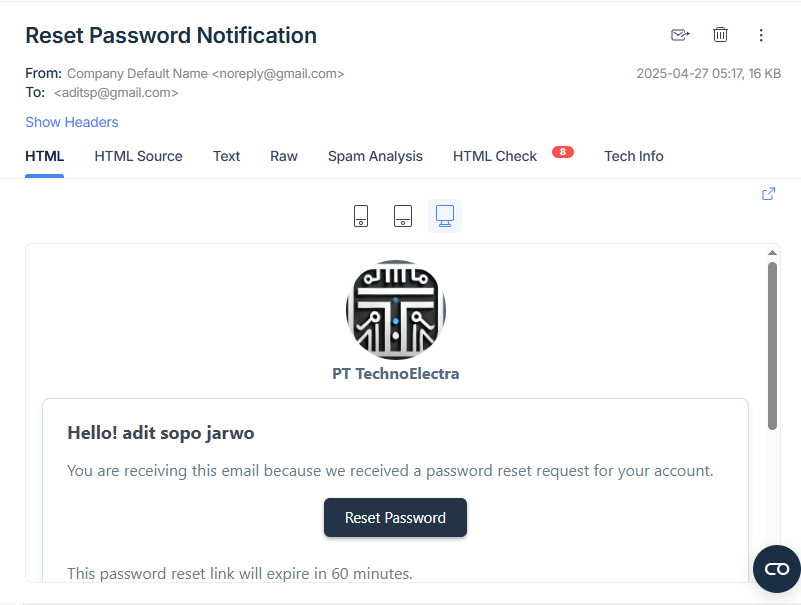 Reset Password Notification
From: Company Default Name <noreply@gmail.com>
2025-04-27 05:17, 16 KB
To: <aditsp@gmail.com>
Show Headers
HTML HTML Source Text Raw Spam Analysis HTML Check 8 Tech Info
PT TechnoElectra
Hello! adit sopo jarwo
You are receiving this email because we received a password reset request for your account.
Reset Password
This password reset link will expire in 60 minutes.